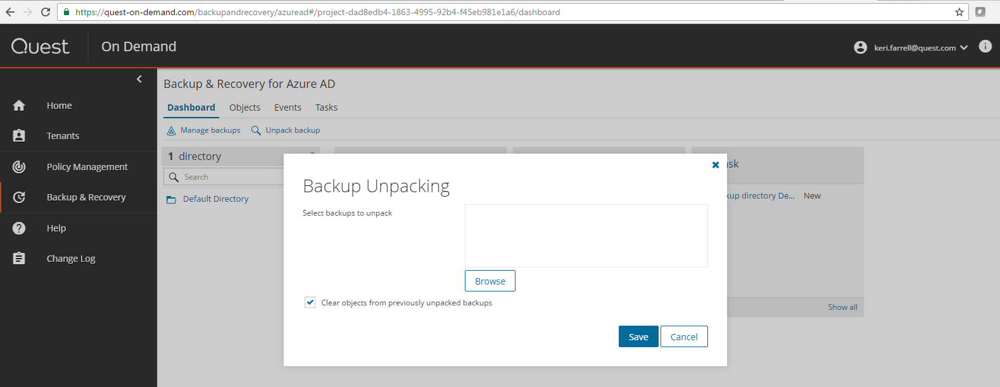 https://quest-on-demand.com/backupandrecovery/azuread#/project-dad8edb4-1863-4995-92b4-f45eb981e1a6/dashboard
Quest On Demand
keri.farrell@quest.com
Backup & Recovery for Azure AD
Home
Tenants
Policy Management
Backup & Recovery
Help
Change Log
Dashboard Objects Events Tasks
Manage backups Unpack backup
1 directory
Search
Default Directory
Backup Unpacking
Select backups to unpack
Browse
Clear objects from previously unpacked backups
Save Cancel
directory De... New
Show all